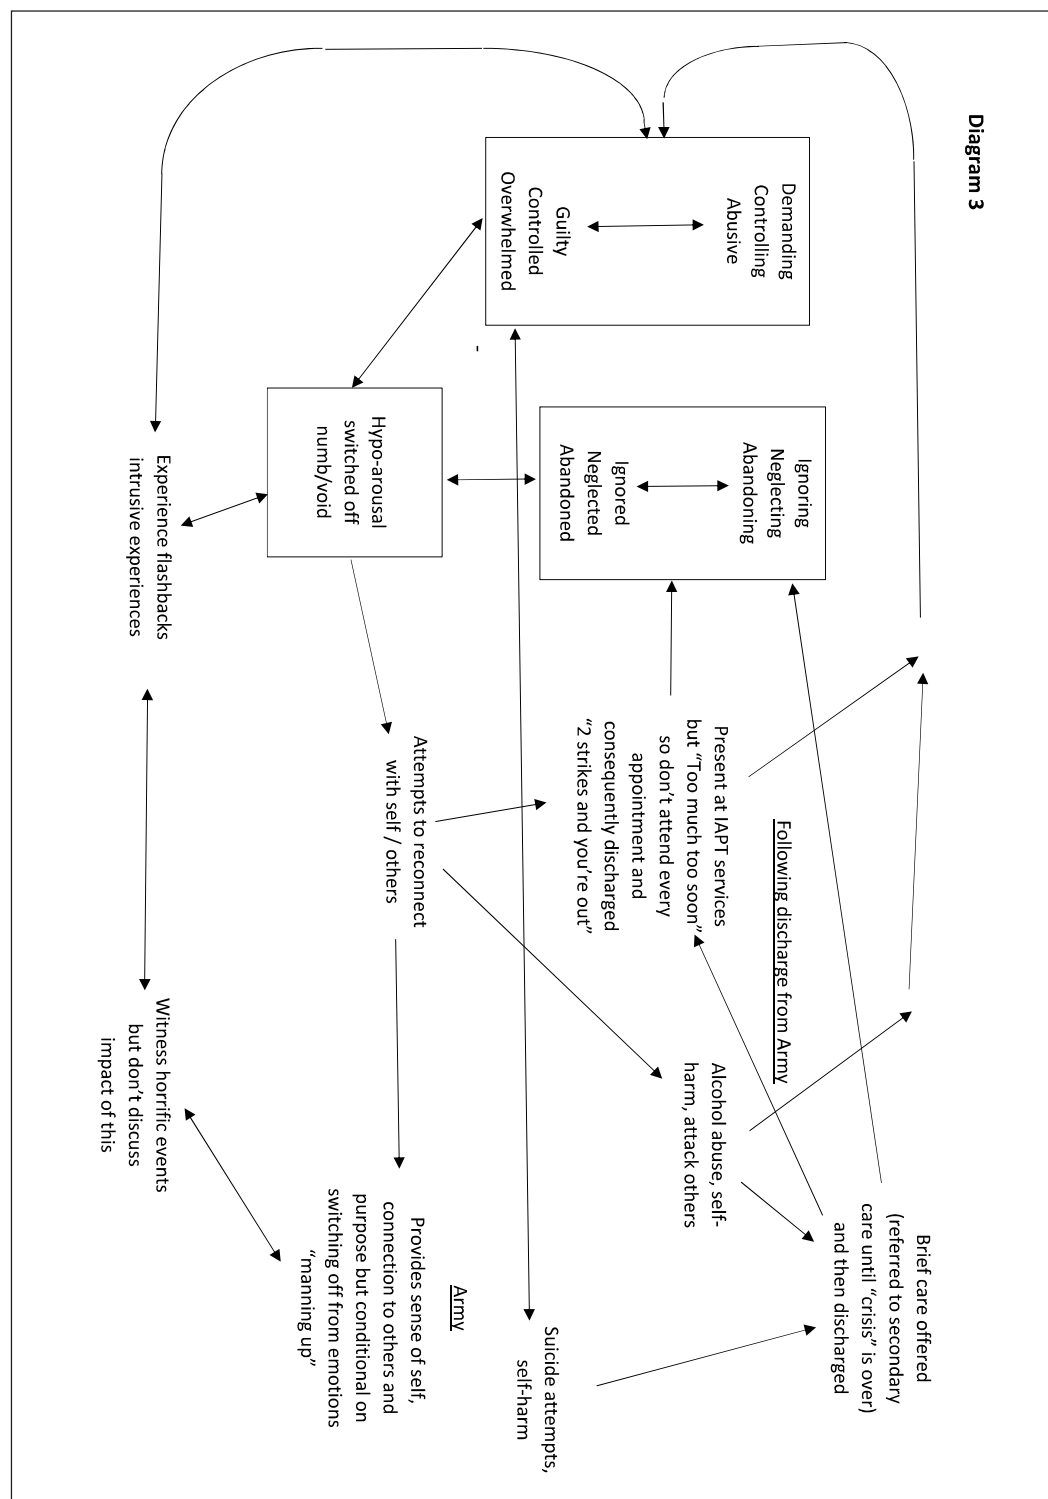 Diagram 3
Demanding
Controlling
Abusive
Guilty
Controlled
Overwhelmed
Ignoring
Neglecting
Abandoning
Ignored
Neglected
Abandoned
-
Hypo-arousal
switched off
numb/void
Experience flashbacks
intrusive experiences
Attempts to reconnect
with self / others
Following discharge from Army
Present at IAPT services
but “Too much too soon”
so don’t attend every
appointment and
consequently discharged
“2 strikes and you’re out”
Alcohol abuse, self-
harm, attack others
Brief care offered
(referred to secondary
care until “crisis” is over)
and then discharged
Suicide attempts,
self-harm
Army
Provides sense of self,
connection to others and
purpose but conditional on
switching off from emotions
“manning up”
Witness horrific events
but don’t discuss
impact of this